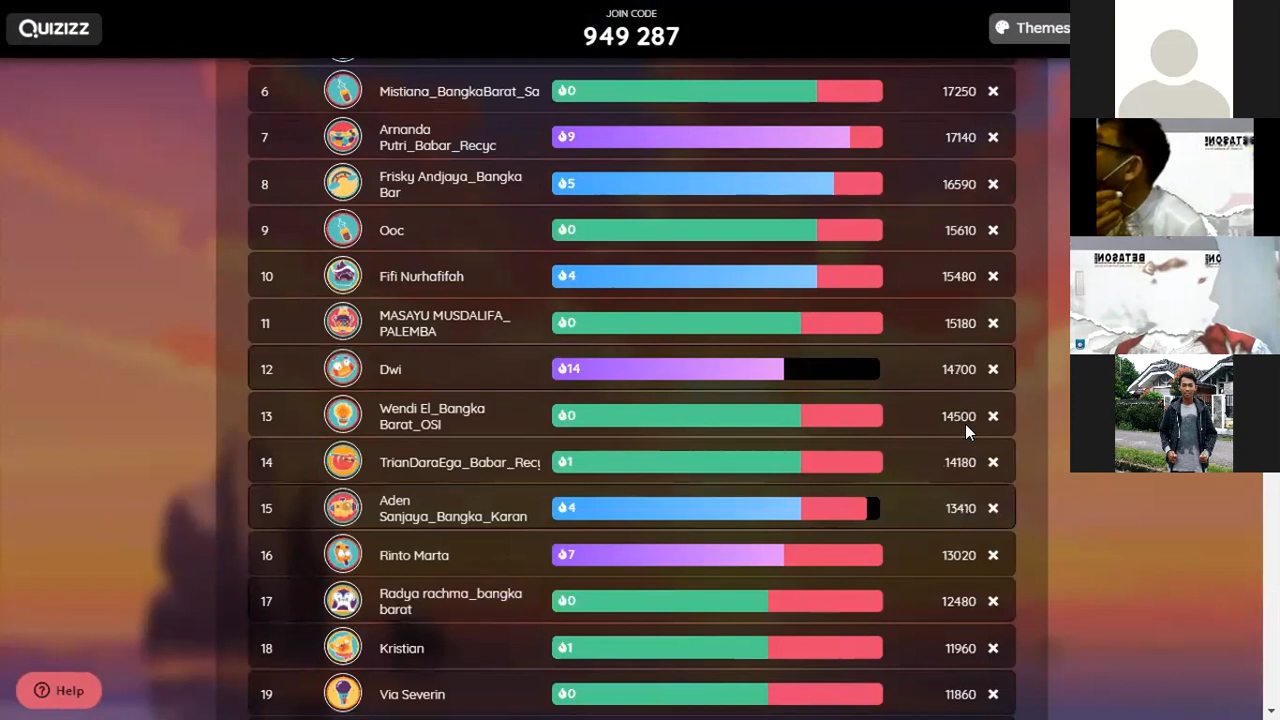 QUIZIZZ
JOIN CODE
949 287
Themes
6 Mistiana_BangkaBarat_Sa 0 17250
7 Arnanda Putri_Babar_Recyc 9 17140
8 Frisky Andjaya_Bangka Bar 5 16590
9 Ooc 0 15610
10 Fifi Nurhafifah 4 15480
11 MASAYU MUSDALIFA_ PALEMBA 0 15180
12 Dwi 14 14700
13 Wendi El_Bangka Barat_OSI 0 14500
14 TrianDaraEga_Babar_Recy 1 14180
15 Aden Sanjaya_Bangka_Karan 4 13410
16 Rinto Marta 7 13020
17 Radya rachma_bangka barat 0 12480
18 Kristian 1 11960
19 Via Severin 0 11860
Help